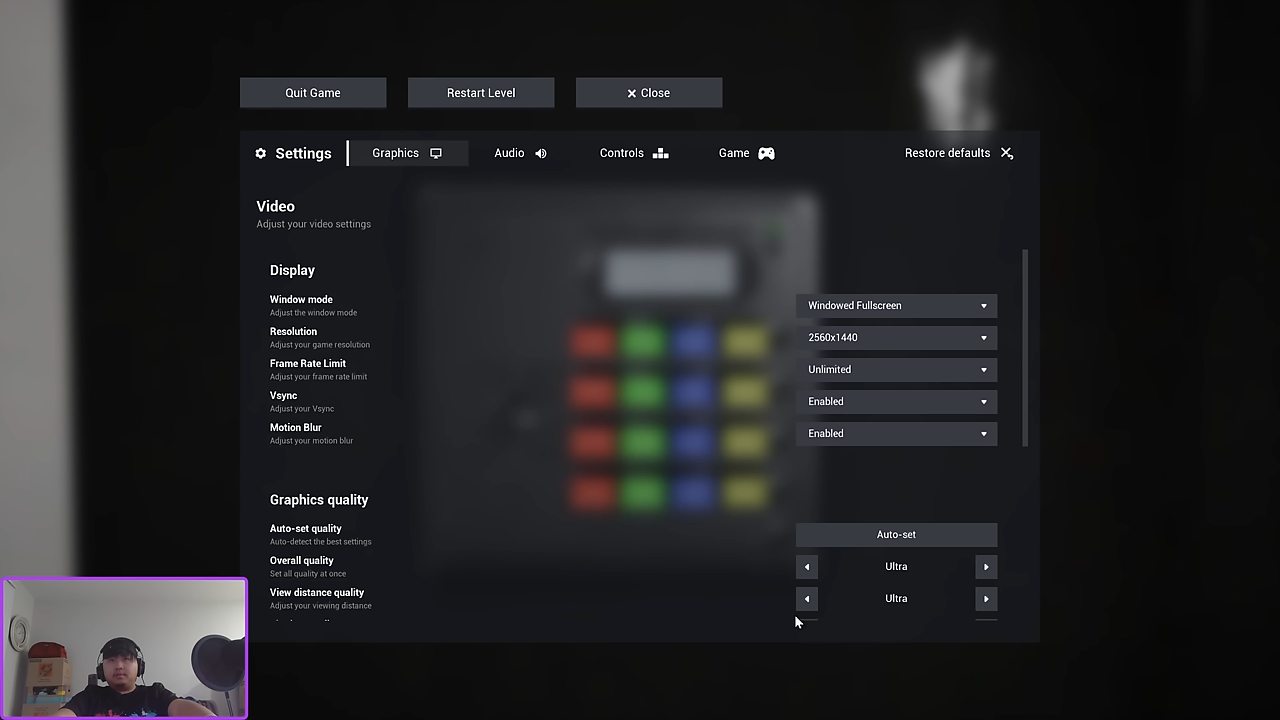 Quit Game
Restart Level
Close
Settings
Graphics
Audio
Controls
Game
Restore defaults
Video
Adjust your video settings
Display
Window mode
Adjust the window mode
Windowed Fullscreen
Resolution
Adjust your game resolution
2560x1440
Frame Rate Limit
Adjust your frame rate limit
Unlimited
Vsync
Adjust your Vsync
Enabled
Motion Blur
Adjust your motion blur
Enabled
Graphics quality
Auto-set quality
Auto-detect the best settings
Auto-set
Overall quality
Set all quality at once
Ultra
View distance quality
Adjust your viewing distance
Ultra